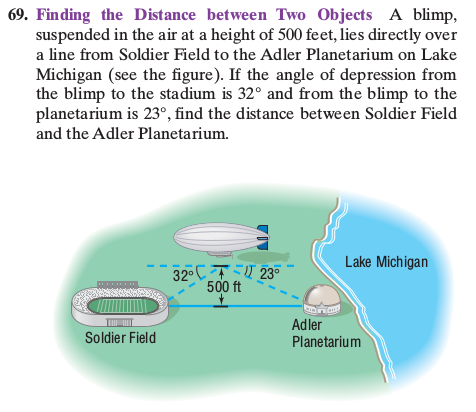 69. Finding the Distance between Two Objects A blimp,
suspended in the air at a height of 500 feet, lies directly over
a line from Soldier Field to the Adler Planetarium on Lake
Michigan (see the figure). If the angle of depression from
the blimp to the stadium is 32° and from the blimp to the
planetarium is 23°, find the distance between Soldier Field
and the Adler Planetarium.
Lake Michigan
32°
23°
500 ft
Soldier Field
Adler
Planetarium